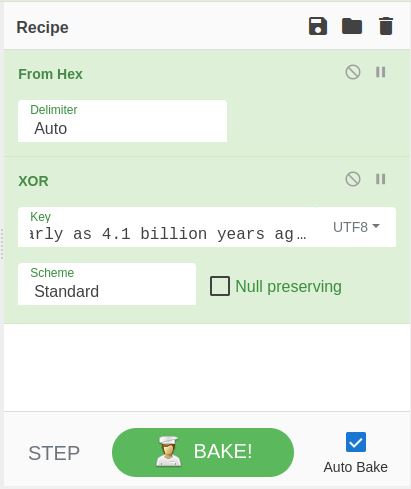 Recipe
From Hex
Delimiter
Auto
XOR
Key
arly as 4.1 billion years ag… UTF8
Scheme
Standard
Null preserving
STEP
BAKE!
Auto Bake